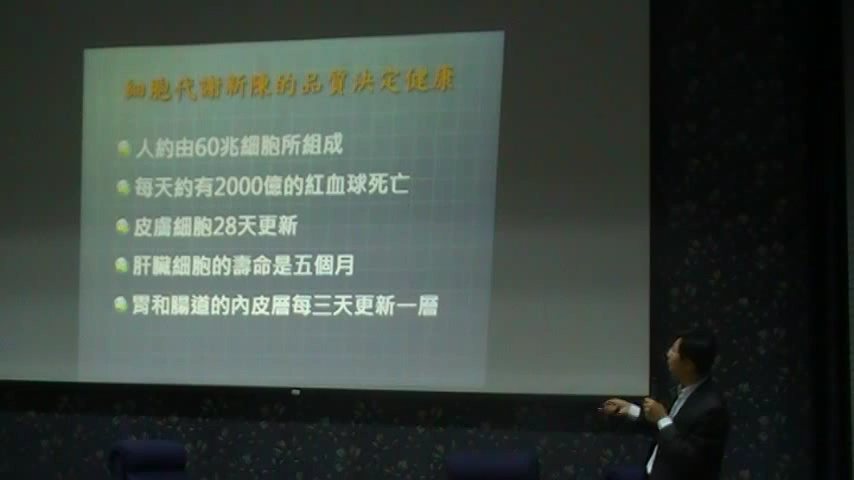 細胞代謝新陳的品質決定健康
人約由60兆細胞所組成
每天約有2000億的紅血球死亡
皮膚細胞28天更新
肝臟細胞的壽命是五個月
胃和腸道的內皮層每三天更新一層